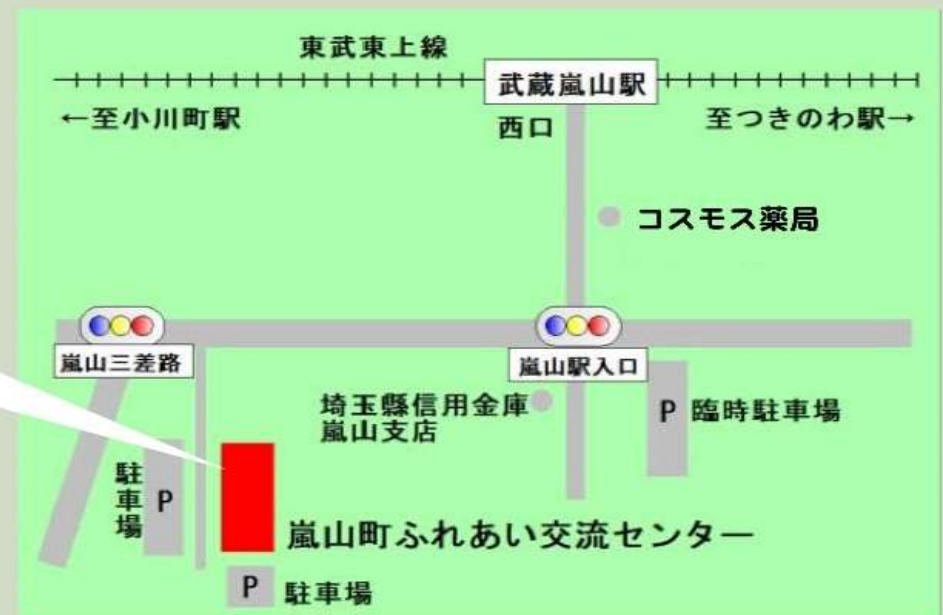 東武東上線
武蔵嵐山駅
←至小川町駅
西口
至つきのわ駅→
コスモス薬局
嵐山三差路
嵐山駅入口
埼玉縣信用金庫
嵐山支店
P 臨時駐車場
駐車場
P
嵐山町ふれあい交流センター
P 駐車場